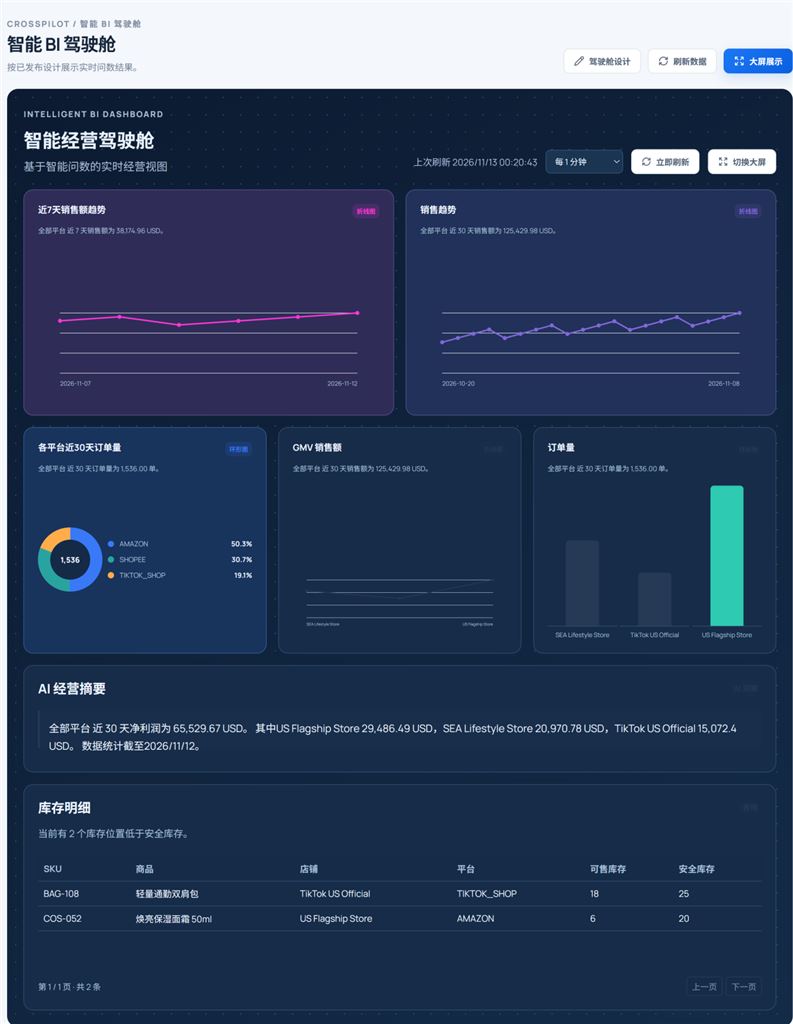 CROSSPILOT / 智能 BI 驾驶舱
智能 BI 驾驶舱
按已发布设计展示实时问数结果。
驾驶舱设计
刷新数据
大屏展示
INTELLIGENT BI DASHBOARD
智能经营驾驶舱
基于智能问数的实时经营视图
上次刷新 2026/11/13 00:20:43
每 1 分钟
立即刷新
切换大屏
近7天销售额趋势
折线图
全部平台 近 7 天销售额为 38,174.96 USD。
2026-11-07
2026-11-12
销售趋势
折线图
全部平台 近 30 天销售额为 125,429.98 USD。
2026-10-20
2026-11-08
各平台近30天订单量
环形图
全部平台 近 30 天订单量为 1,536.00 单。
1,536
AMAZON 50.3%
SHOPEE 30.7%
TIKTOK_SHOP 19.1%
GMV 销售额
全部平台 近 30 天销售额为 125,429.98 USD。
SEA Lifestyle Store
US Flagship Store
订单量
全部平台 近 30 天订单量为 1,536.00 单。
SEA Lifestyle Store
TikTok US Official
US Flagship Store
AI 经营摘要
全部平台 近 30 天净利润为 65,529.67 USD。 其中US Flagship Store 29,486.49 USD，SEA Lifestyle Store 20,970.78 USD，TikTok US Official 15,072.4
USD。 数据统计截至2026/11/12。
库存明细
当前有 2 个库存位置低于安全库存。
SKU 商品 店铺 平台 可售库存 安全库存
BAG-108 轻量通勤双肩包 TikTok US Official TIKTOK_SHOP 18 25
COS-052 焕亮保湿面霜 50ml US Flagship Store AMAZON 6 20
第 1 / 1 页 · 共 2 条
上一页
下一页